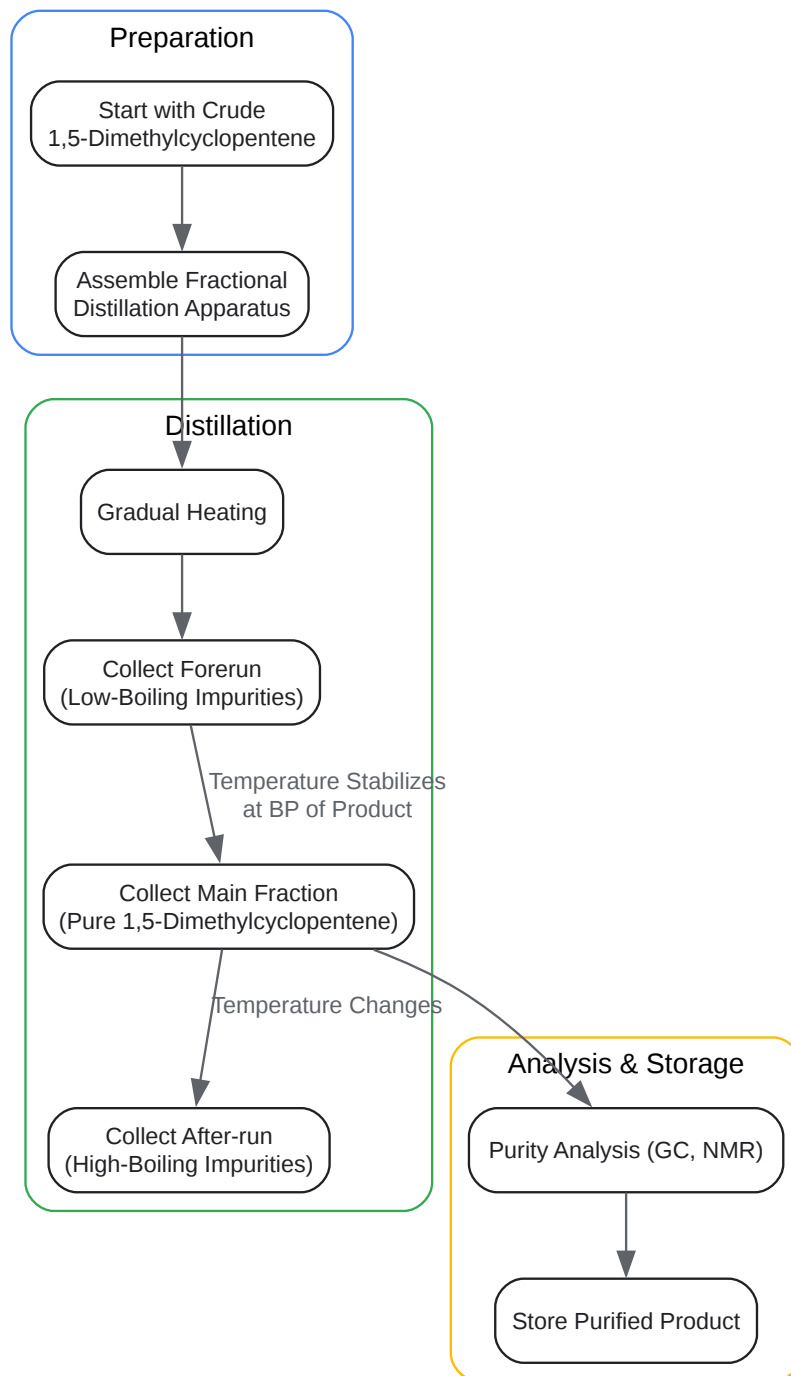 Preparation
Start with Crude
1,5-Dimethylcyclopentene
Assemble Fractional
Distillation Apparatus
Distillation
Gradual Heating
Collect Forerun
(Low-Boiling Impurities)
Temperature Stabilizes
at BP of Product
Collect Main Fraction
(Pure 1,5-Dimethylcyclopentene)
Temperature Changes
Collect After-run
(High-Boiling Impurities)
Analysis & Storage
Purity Analysis (GC, NMR)
Store Purified Product